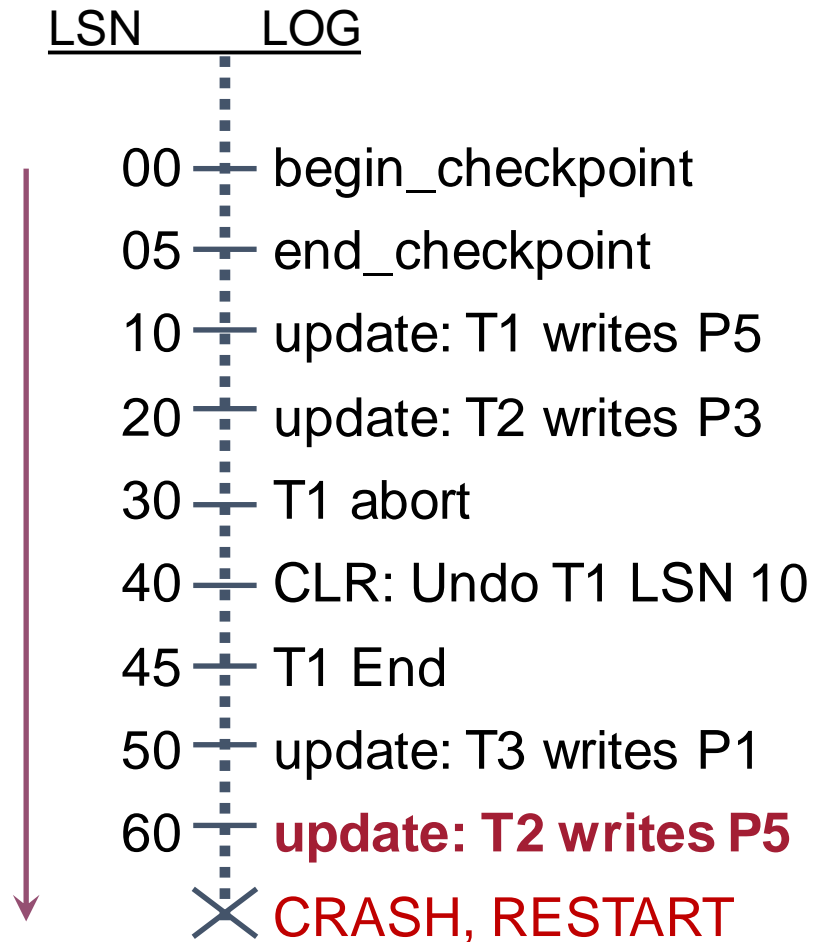 LSN LOG
00 begin_checkpoint
05 end_checkpoint
10 update: T1 writes P5
20 update: T2 writes P3
30 T1 abort
40 CLR: Undo T1 LSN 10
45 T1 End
50 update: T3 writes P1
60 update: T2 writes P5
CRASH, RESTART